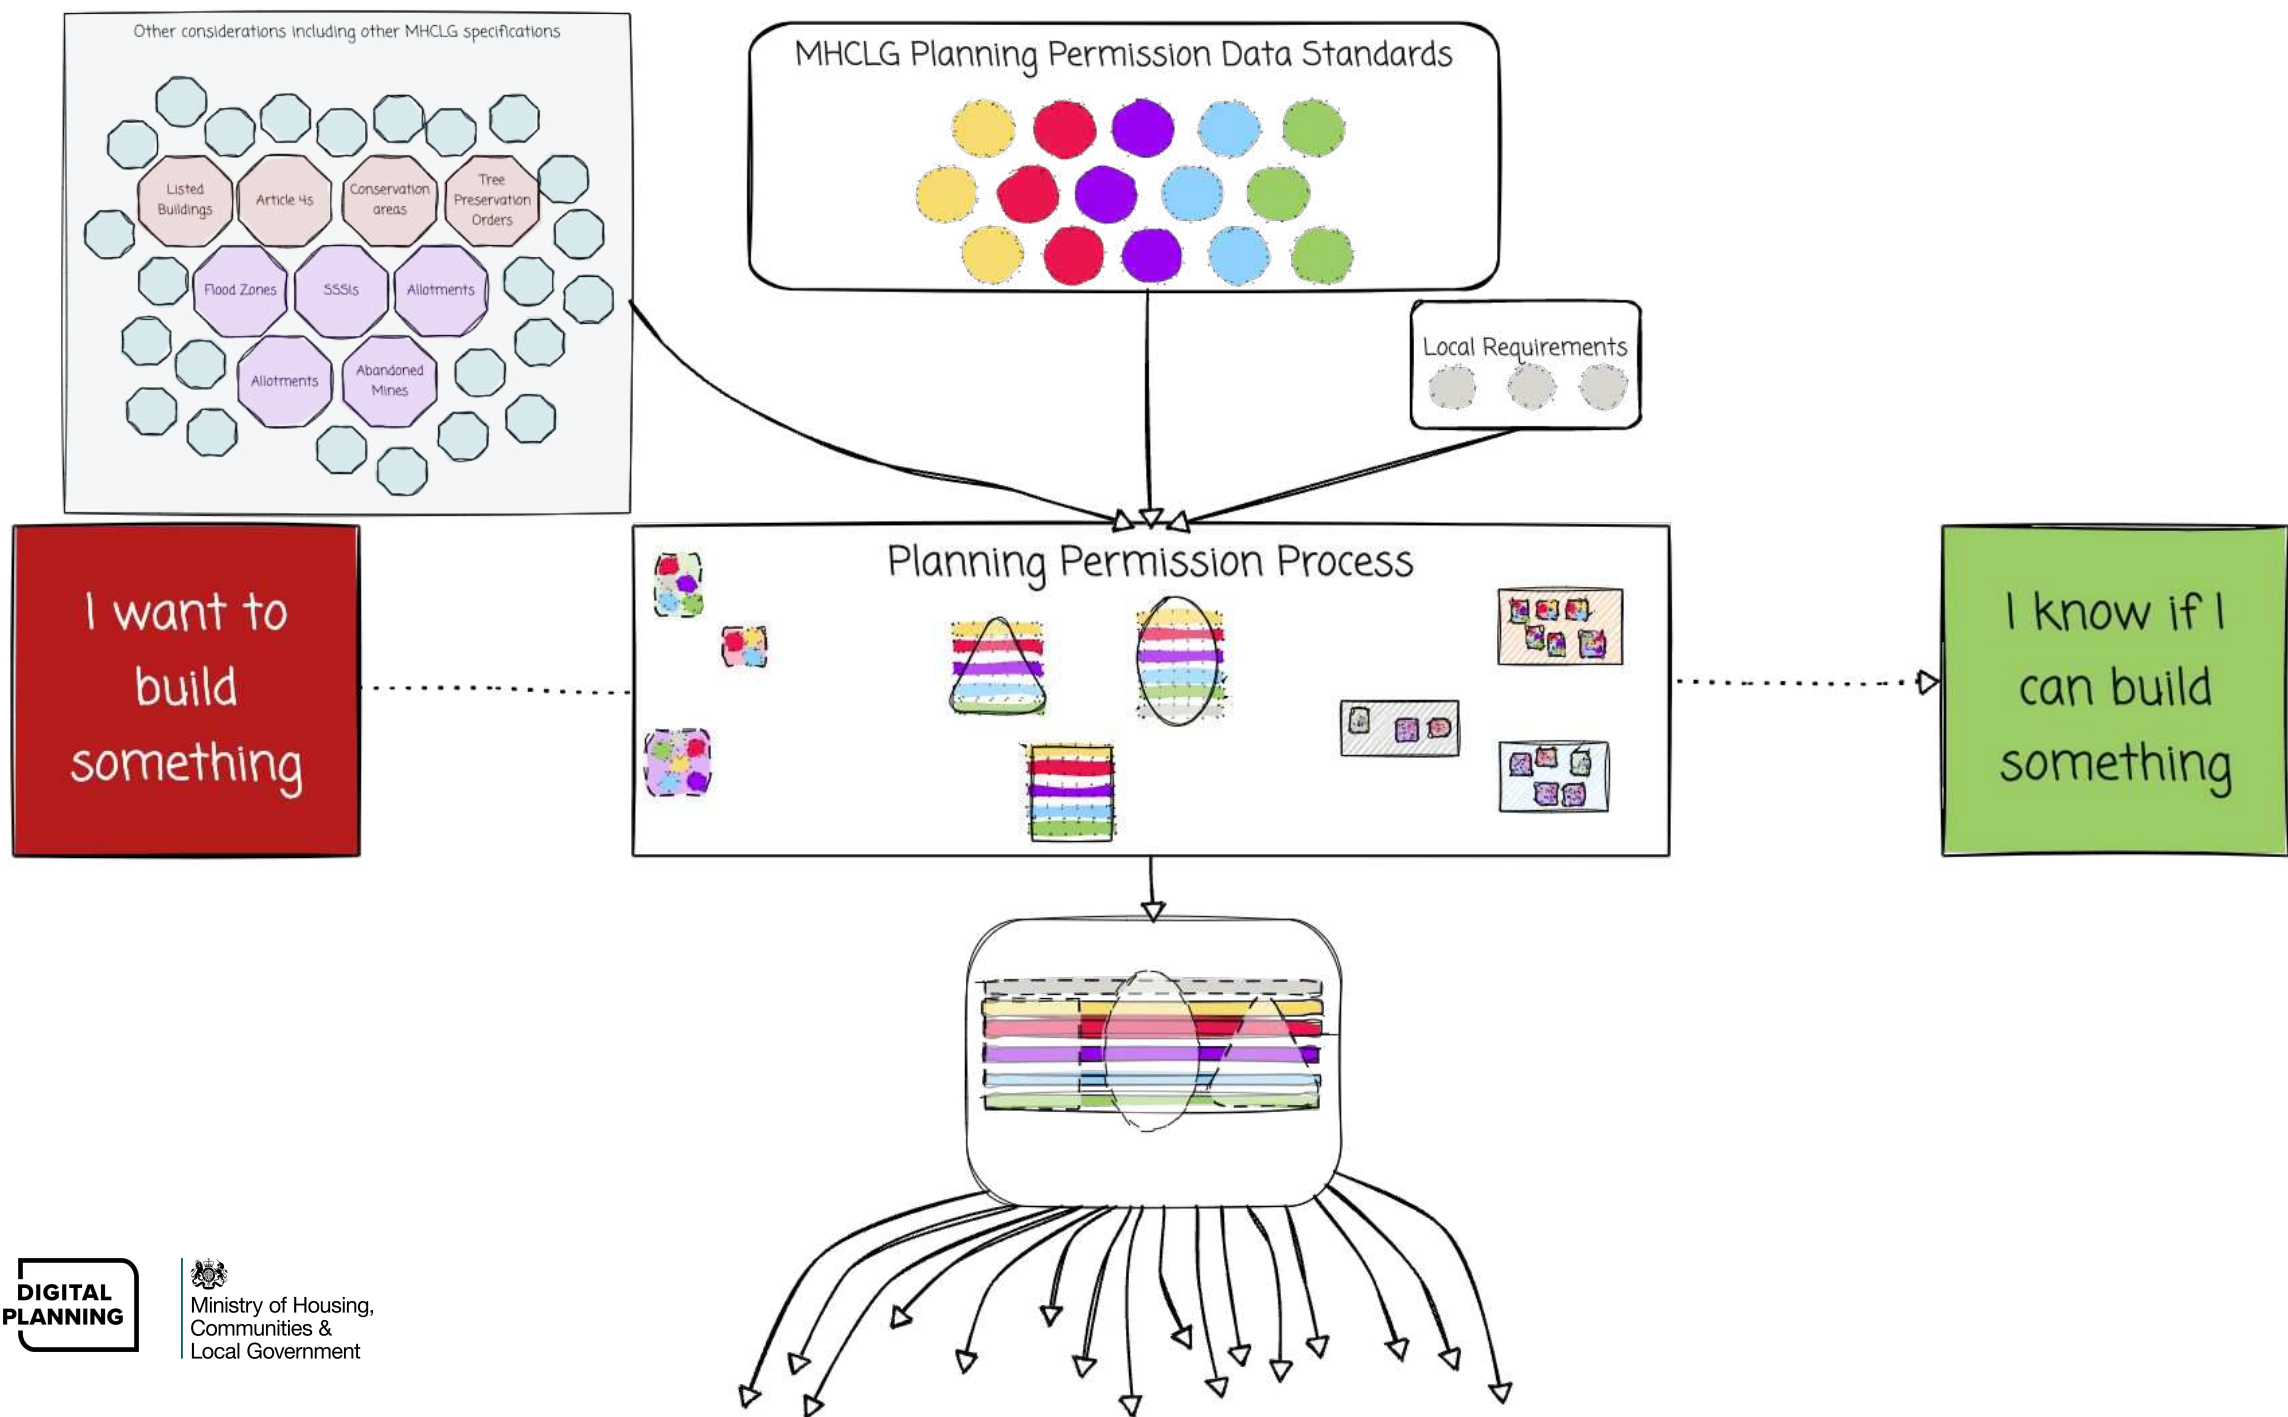 Other considerations including other MHCLG specifications
Listed
Buildings
Article 4s
Conservation
areas
Tree
Preservation
Orders
Flood Zones
SSSIs
Allotments
Allotments
Abandoned
Mines
MHCLG Planning Permission Data Standards
Local Requirements
I want to
build
something
Planning Permission Process
I know if I
can build
something
DIGITAL
PLANNING
Ministry of Housing,
Communities &
Local Government